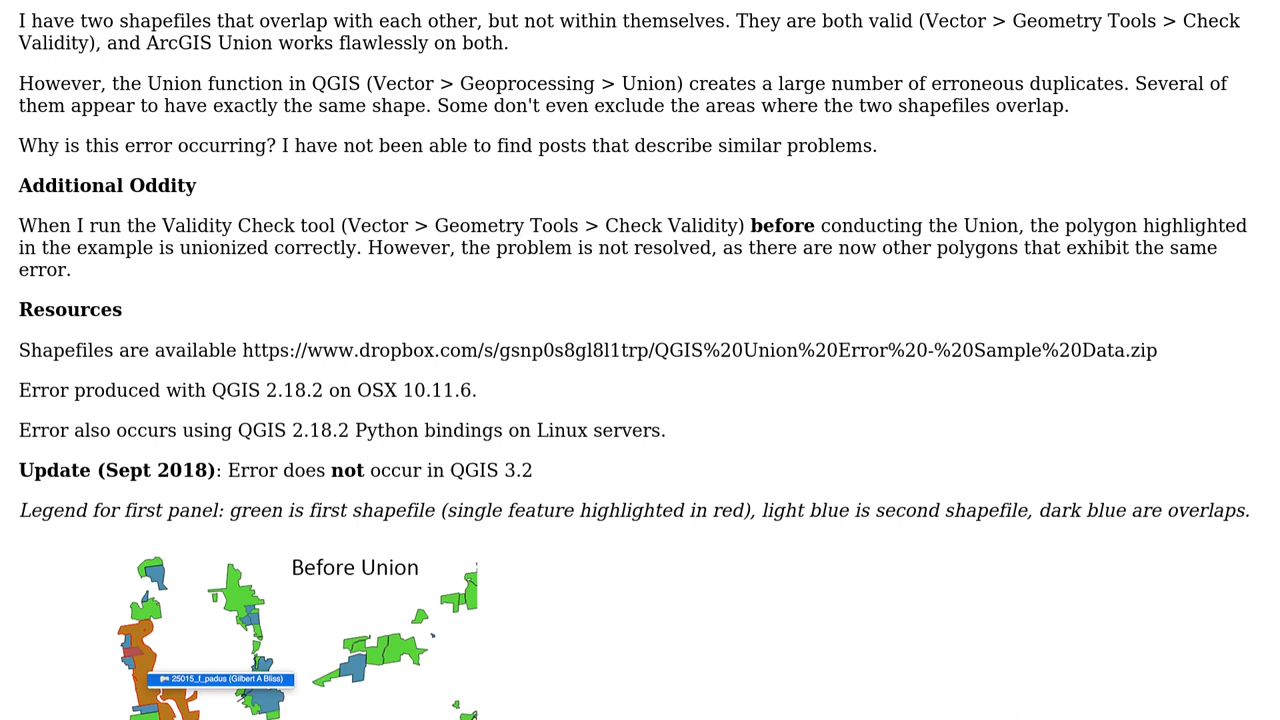 I have two shapefiles that overlap with each other, but not within themselves. They are both valid (Vector > Geometry Tools > Check
Validity), and ArcGIS Union works flawlessly on both.
However, the Union function in QGIS (Vector > Geoprocessing > Union) creates a large number of erroneous duplicates. Several of
them appear to have exactly the same shape. Some don't even exclude the areas where the two shapefiles overlap.
Why is this error occurring? I have not been able to find posts that describe similar problems.
Additional Oddity
When I run the Validity Check tool (Vector > Geometry Tools > Check Validity) before conducting the Union, the polygon highlighted
in the example is unionized correctly. However, the problem is not resolved, as there are now other polygons that exhibit the same
error.
Resources
Shapefiles are available https://www.dropbox.com/s/gsnp0s8gl8l1trp/QGIS%20Union%20Error%20-%20Sample%20Data.zip
Error produced with QGIS 2.18.2 on OSX 10.11.6.
Error also occurs using QGIS 2.18.2 Python bindings on Linux servers.
Update (Sept 2018): Error does not occur in QGIS 3.2
Legend for first panel: green is first shapefile (single feature highlighted in red), light blue is second shapefile, dark blue are overlaps.
Before Union
25015_f_padus (Gilbert A Bliss)